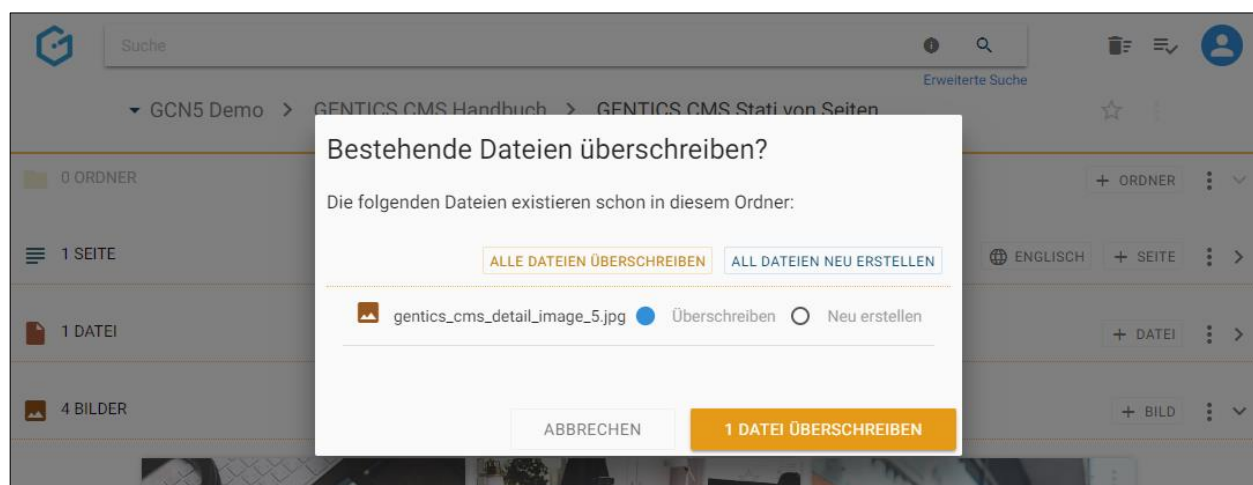 Suche
Erweiterte Suche
GCN5 Demo > GENTICS CMS Handbuch > GENTICS CMS Stati von Seiten
Bestehende Dateien überschreiben?
0 ORDNER
+ ORDNER
Die folgenden Dateien existieren schon in diesem Ordner:
1 SEITE
ALLE DATEIEN ÜBERSCHREIBEN ALL DATEIEN NEU ERSTELLEN
ENGLISCH + SEITE
gentics_cms_detail_image_5.jpg Überschreiben Neu erstellen
1 DATEI
+ DATEI
4 BILDER
+ BILD
ABBRECHEN 1 DATEI ÜBERSCHREIBEN